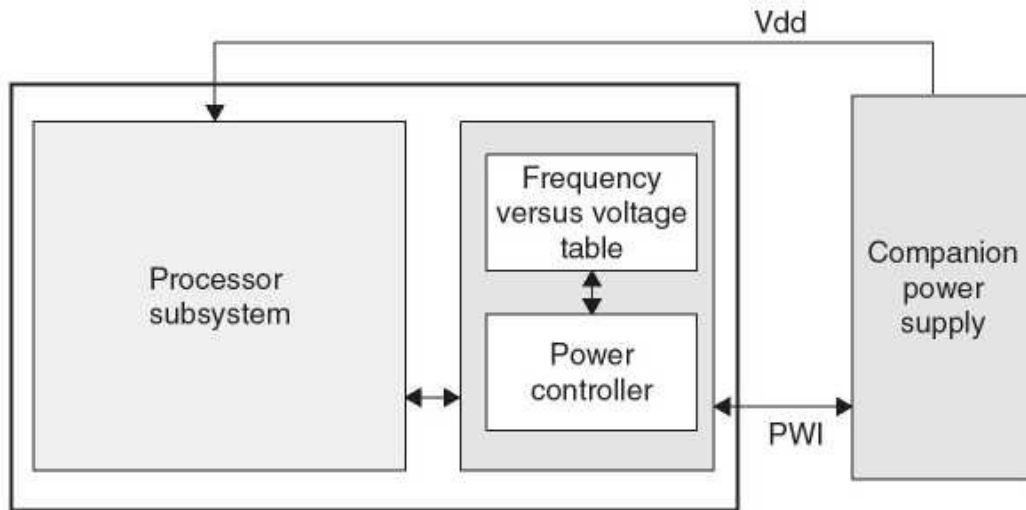 Vdd
Processor
subsystem
Frequency
versus voltage
table
Power
controller
PWI
Companion
power
supply